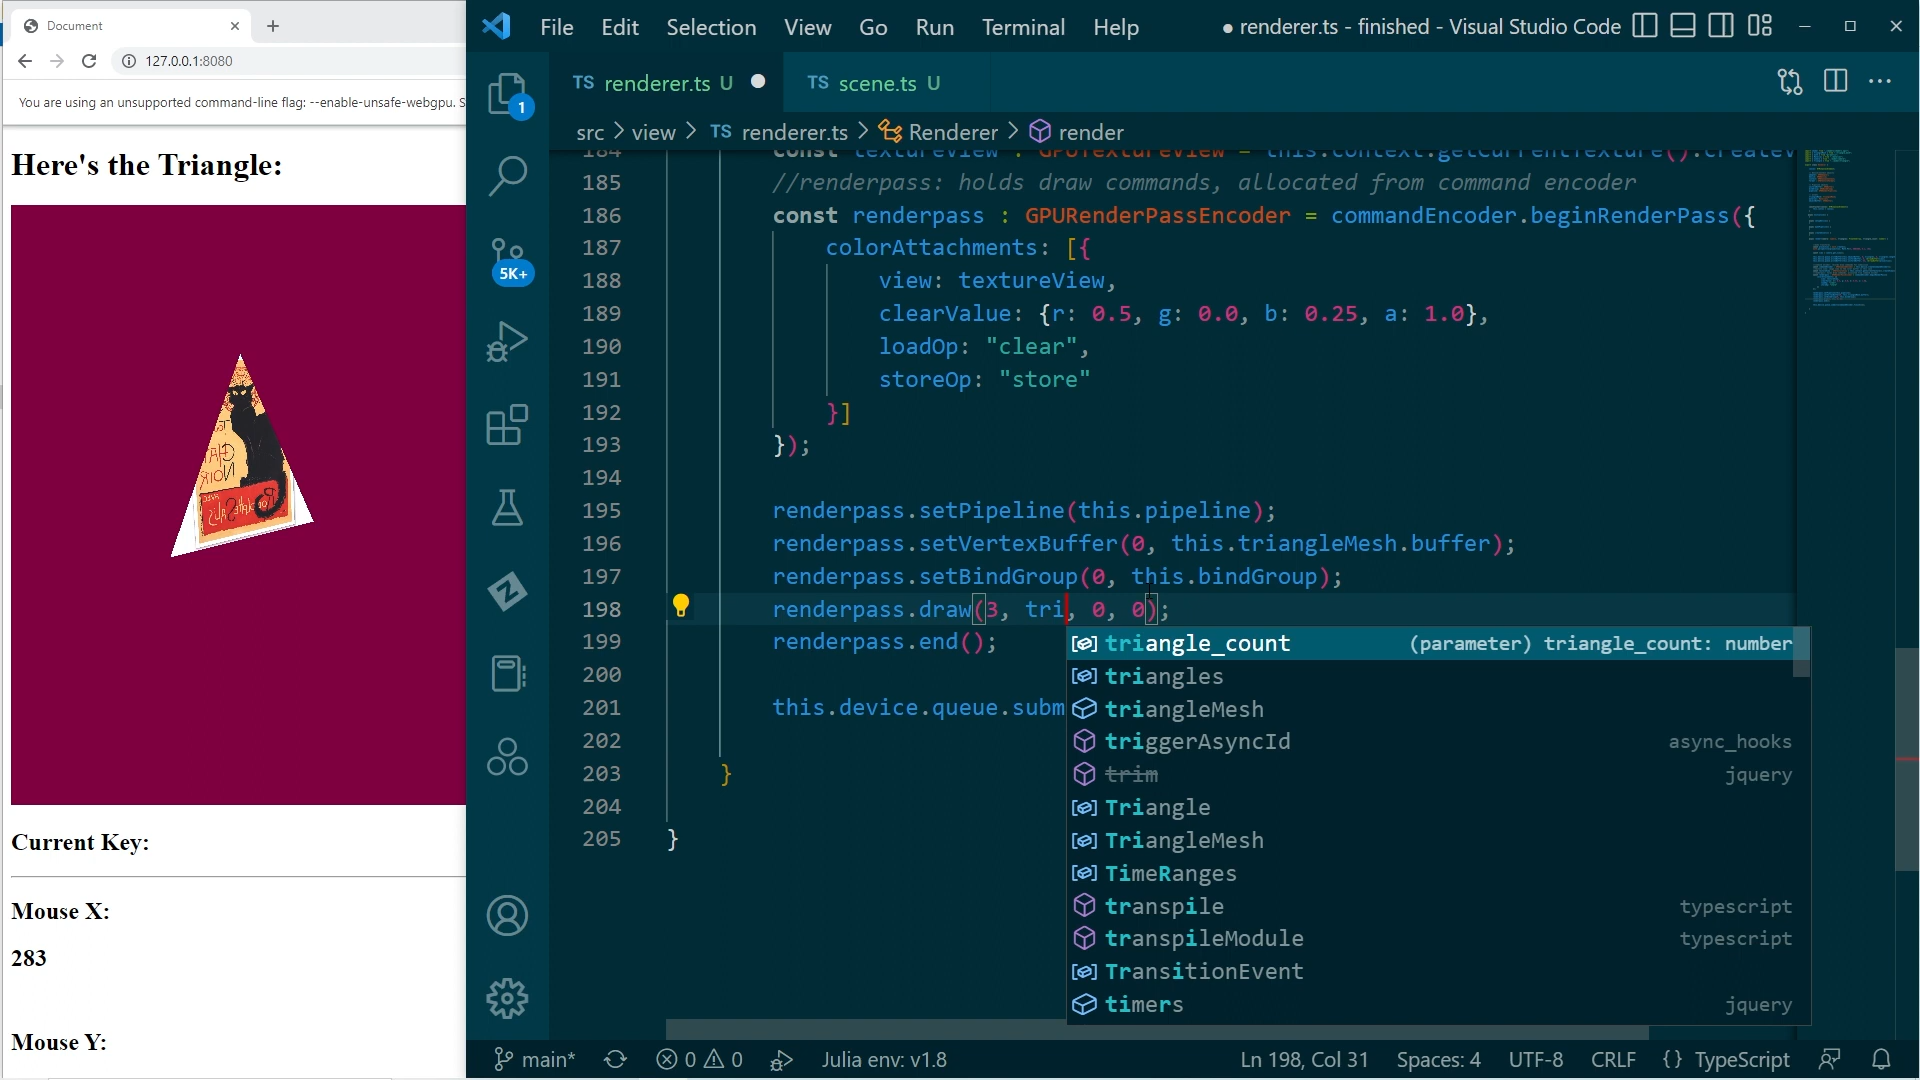 Document
127.0.0.1:8080
You are using an unsupported command-line flag: --enable-unsafe-webgpu. S
Here's the Triangle:
Current Key:
Mouse X:
283
Mouse Y:
File Edit Selection View Go Run Terminal Help
● renderer.ts - finished - Visual Studio Code
TS renderer.ts U
TS scene.ts U
src > view > TS renderer.ts > Renderer > render
1
5K+
184 const textureView : GPUTextureView = this.context.getCurrentTexture().createV
185 //renderpass: holds draw commands, allocated from command encoder
186 const renderpass : GPURenderPassEncoder = commandEncoder.beginRenderPass({
187 colorAttachments: [{
188 view: textureView,
189 clearValue: {r: 0.5, g: 0.0, b: 0.25, a: 1.0},
190 loadOp: "clear",
191 storeOp: "store"
192 }]
193 });
194
195 renderpass.setPipeline(this.pipeline);
196 renderpass.setVertexBuffer(0, this.triangleMesh.buffer);
197 renderpass.setBindGroup(0, this.bindGroup);
198 renderpass.draw(3, tri, 0, 0);
199 renderpass.end();
200
201 this.device.queue.subm
202
203 }
204
205 }
triangle_count (parameter) triangle_count: number
triangles
triangleMesh
triggerAsyncId async_hooks
trim jquery
Triangle
TriangleMesh
TimeRanges
transpile typescript
transpileModule typescript
TransitionEvent
timers jquery
main* 0 0 Julia env: v1.8 Ln 198, Col 31 Spaces: 4 UTF-8 CRLF {} TypeScript